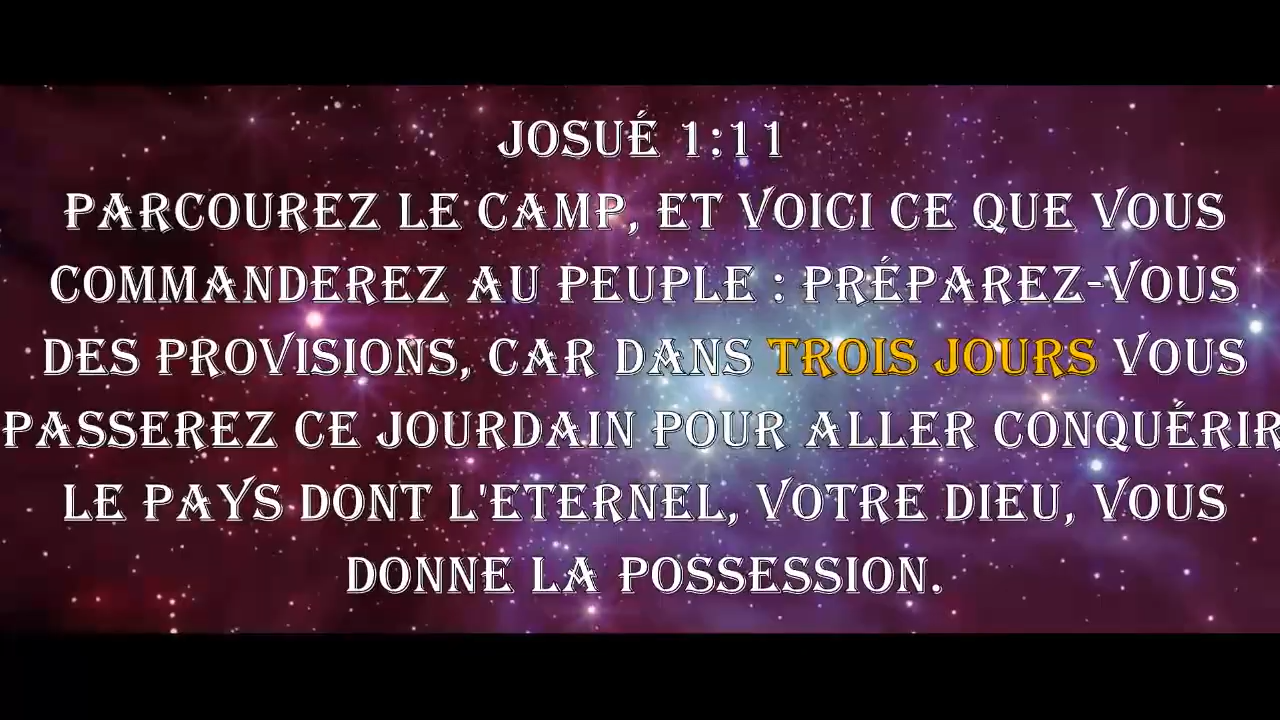 JOSUÉ 1:11
PARCOUREZ LE CAMP, ET VOICI CE QUE VOUS
COMMANDEREZ AU PEUPLE : PRÉPAREZ-VOUS
DES PROVISIONS, CAR DANS TROIS JOURS VOUS
PASSEREZ CE JOURDAIN POUR ALLER CONQUÉRIR
LE PAYS DONT L'ETERNEL, VOTRE DIEU, VOUS
DONNE LA POSSESSION.